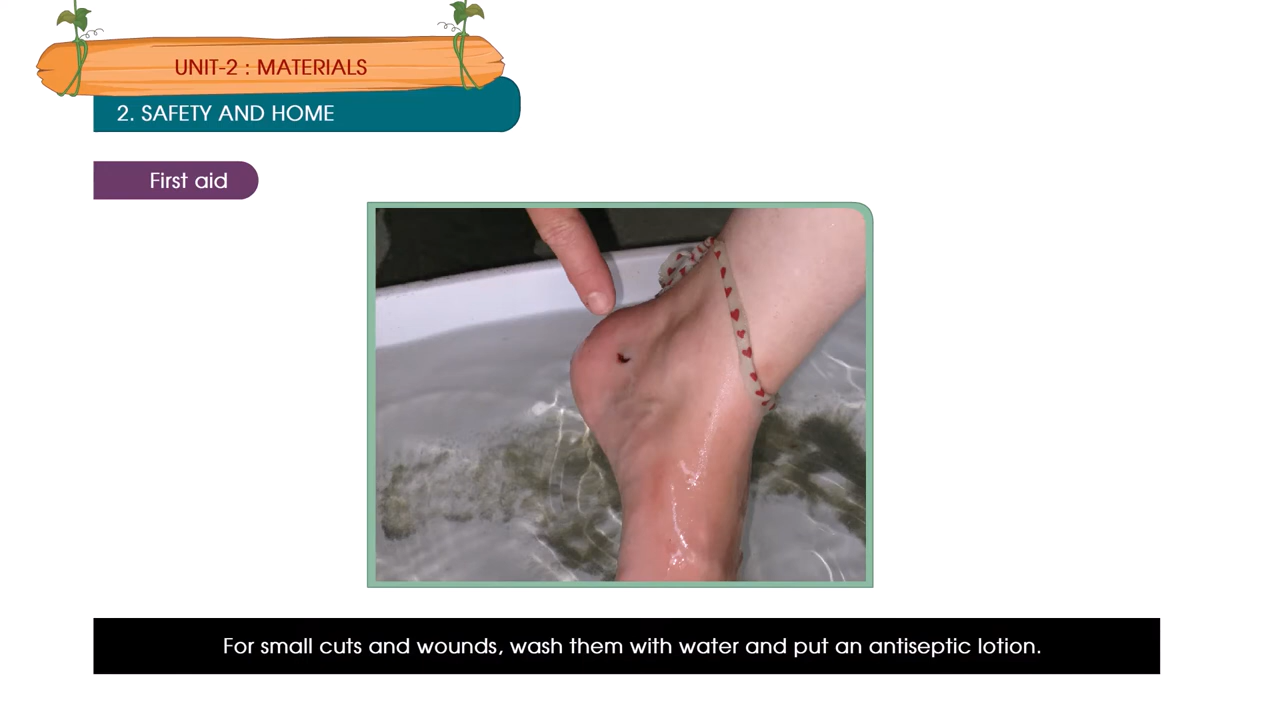 UNIT-2 : MATERIALS
2. SAFETY AND HOME
First aid
For small cuts and wounds, wash them with water and put an antiseptic lotion.